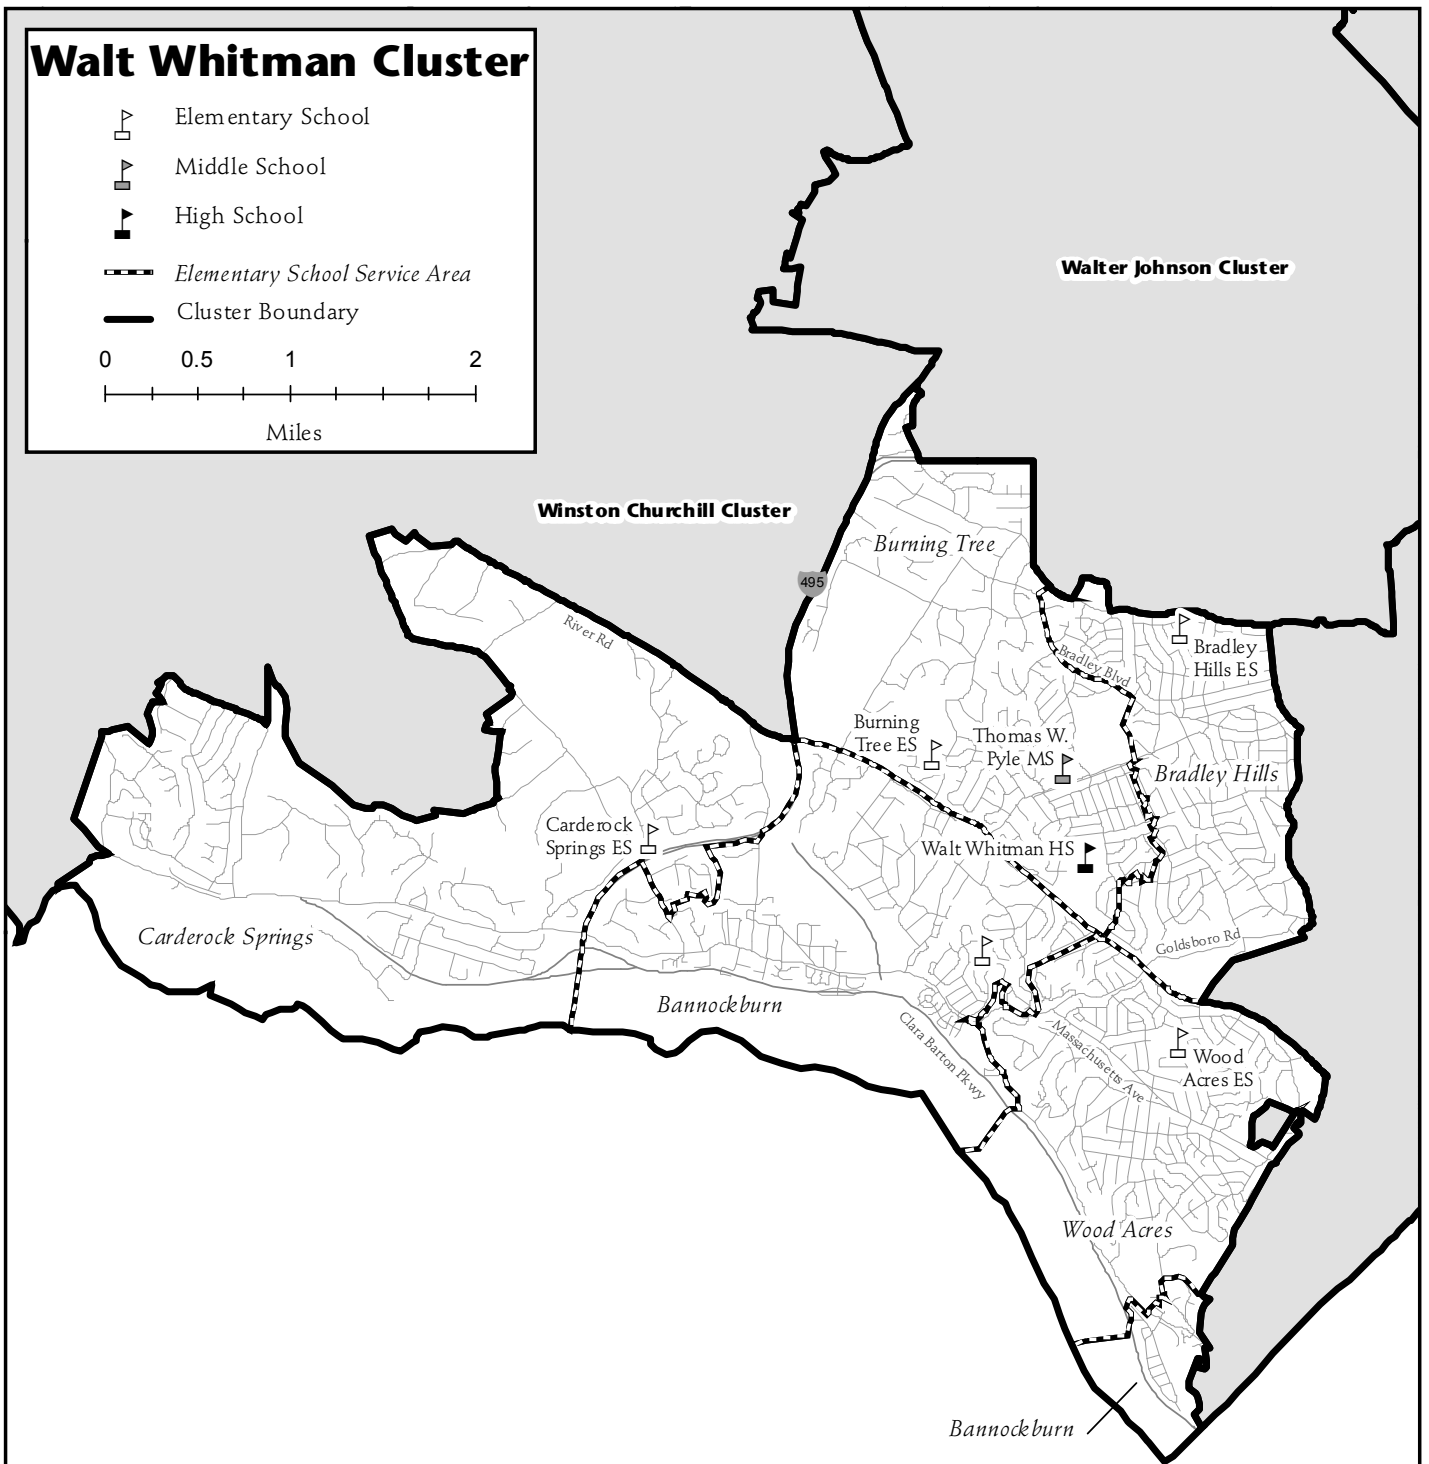 Walt Whitman Cluster
Elementary School
Middle School
High School
Elementary School Service Area
Cluster Boundary
0 0.5 1 2
Miles
Walter Johnson Cluster
Winston Churchill Cluster
Burning Tree
495
River Rd
Bradley
Hills ES
Bradley Blvd
Burning
Tree ES
Thomas W.
Pyle MS
Bradley Hills
Carderock
Springs ES
Walt Whitman HS
Carderock Springs
Goldsboro Rd
Bannockburn
Clara Barton Pkwy
Massachusetts Ave
Wood
Acres ES
Wood Acres
Bannockburn